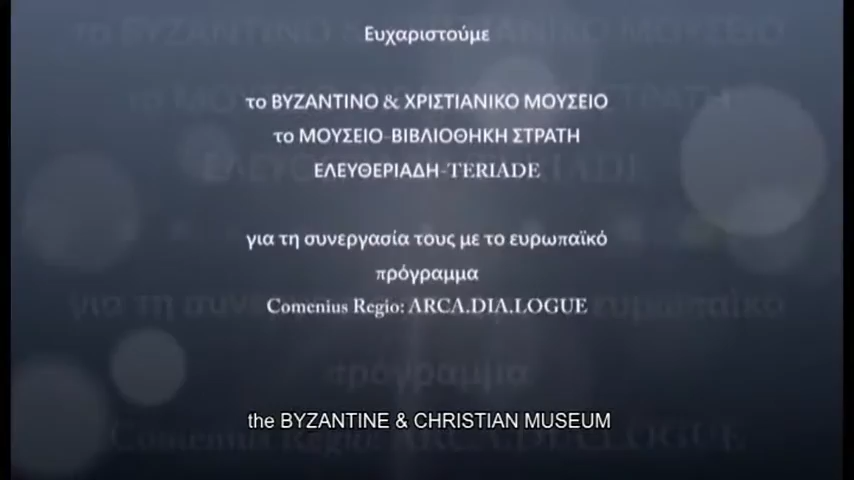 Ευχαριστούμε
το ΒΥΖΑΝΤΙΝΟ & ΧΡΙΣΤΙΑΝΙΚΟ ΜΟΥΣΕΙΟ
το ΜΟΥΣΕΙΟ-ΒΙΒΛΙΟΘΗΚΗ ΣΤΡΑΤΗ
ΕΛΕΥΘΕΡΙΑΔΗ-TERIADE
για τη συνεργασία τους με το ευρωπαϊκό
πρόγραμμα
Comenius Regio: ARCA.DIA.LOGUE
the BYZANTINE & CHRISTIAN MUSEUM